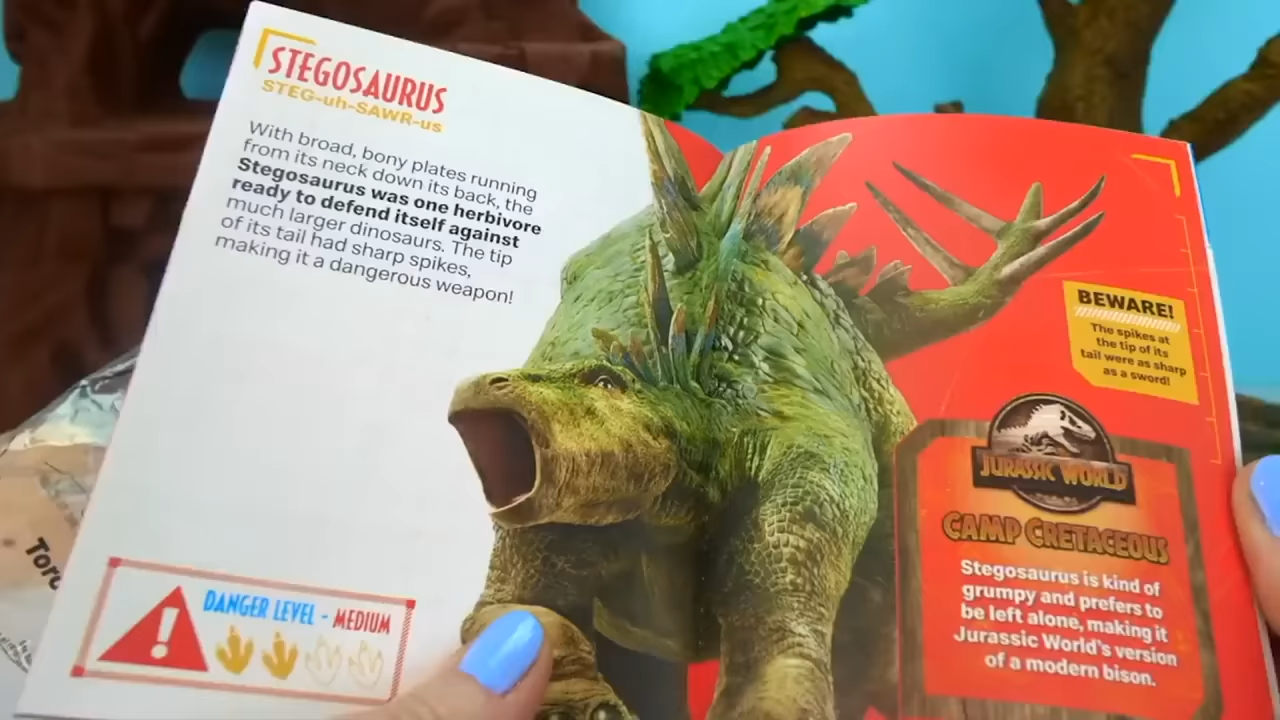 STEGOSAURUS
STEG-uh-SAWR-us
With broad, bony plates running
from its neck down its back, the
Stegosaurus was one herbivore
ready to defend itself against
much larger dinosaurs. The tip
of its tail had sharp spikes,
making it a dangerous weapon!
DANGER LEVEL - MEDIUM
BEWARE!
The spikes at
the tip of its
tail were as sharp
as a sword!
JURASSIC WORLD
CAMP CRETACEOUS
Stegosaurus is kind of
grumpy and prefers to
be left alone, making it
Jurassic World's version
of a modern bison.